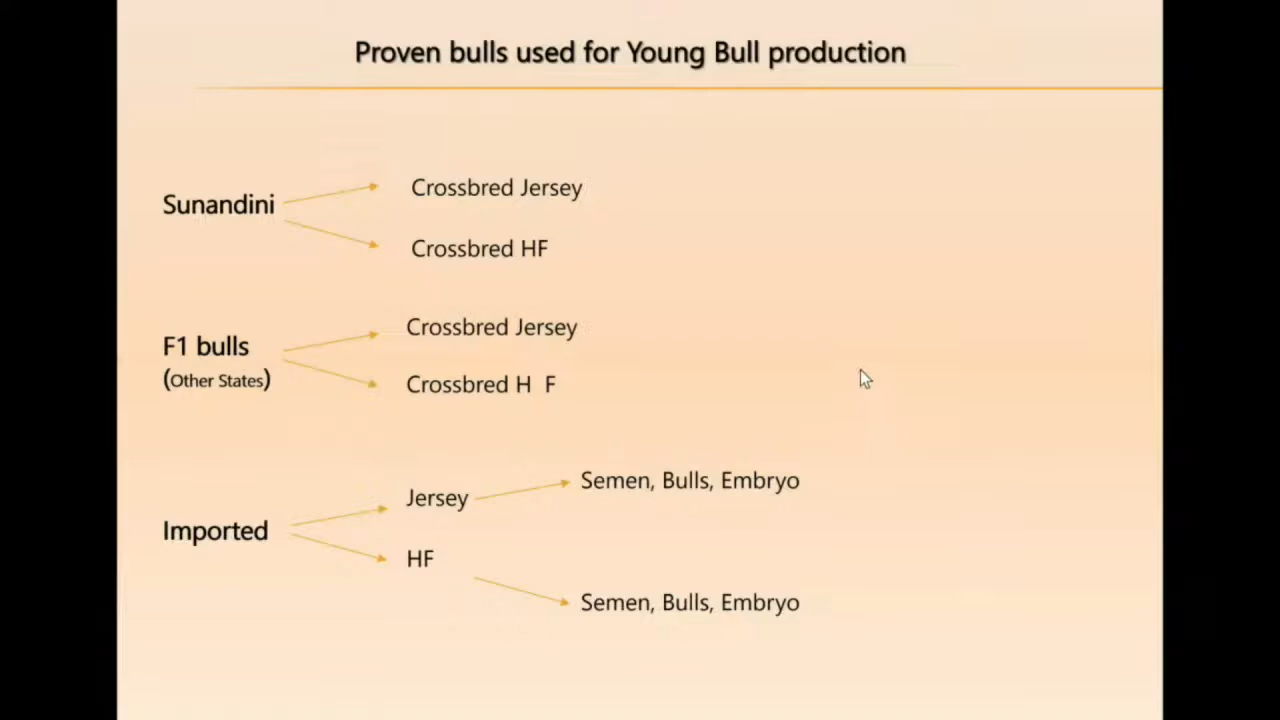 Proven bulls used for Young Bull production
Sunandini
Crossbred Jersey
Crossbred HF
F1 bulls
(Other States)
Crossbred Jersey
Crossbred H F
Imported
Jersey
Semen, Bulls, Embryo
HF
Semen, Bulls, Embryo